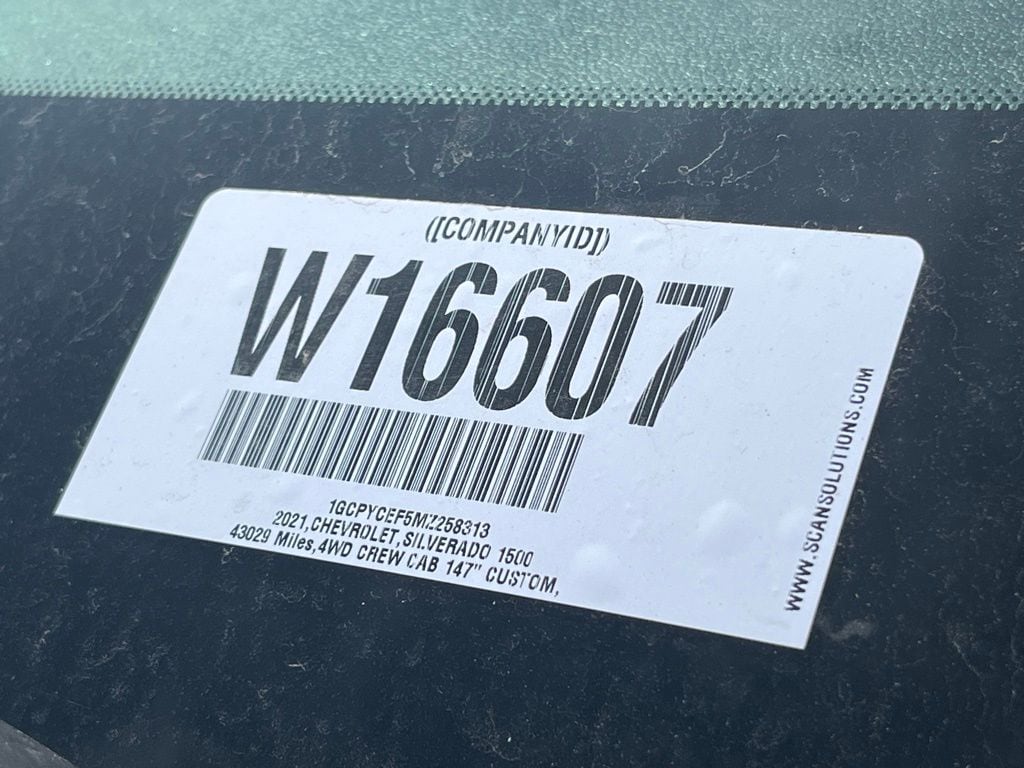 ([COMPANYID])
W16607
1GCPYCEF5MZ258313
2021,CHEVROLET,SILVERADO 1500
43029 Miles,4WD CREW CAB 147" CUSTOM,
WWW.SCANSOLUTIONS.COM